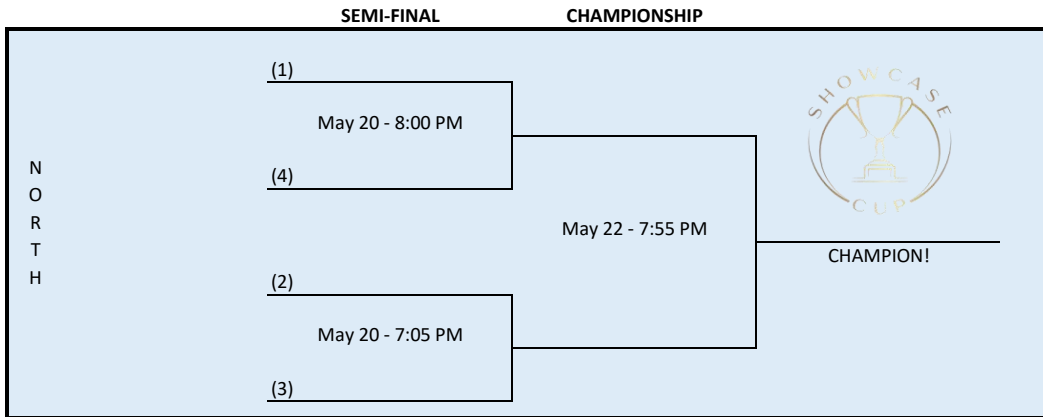 SEMI-FINAL CHAMPIONSHIP
(1)
May 20 - 8:00 PM
(4)
NORTH
(2)
May 20 - 7:05 PM
(3)
May 22 - 7:55 PM
SHOWCASE
CUP
CHAMPION!